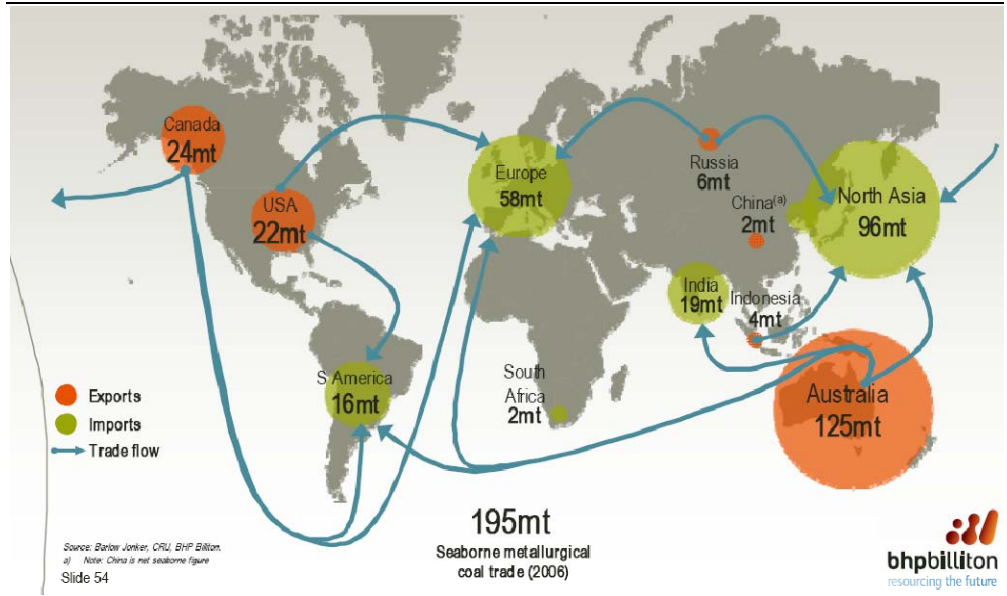 Canada
24mt
USA
22mt
Europe
58mt
Russia
6mt
China(a)
2mt
North Asia
96mt
India
19mt
Indonesia
4mt
S America
16mt
South
Africa
2mt
Australia
125mt
Exports
Imports
Trade flow
195mt
Seaborne metallurgical
coal trade (2006)
Source: Barlow Jonker, CRU, BHP Billiton.
a) Note: China is net seaborne figure
Slide 54
bhpbilliton
resourcing the future